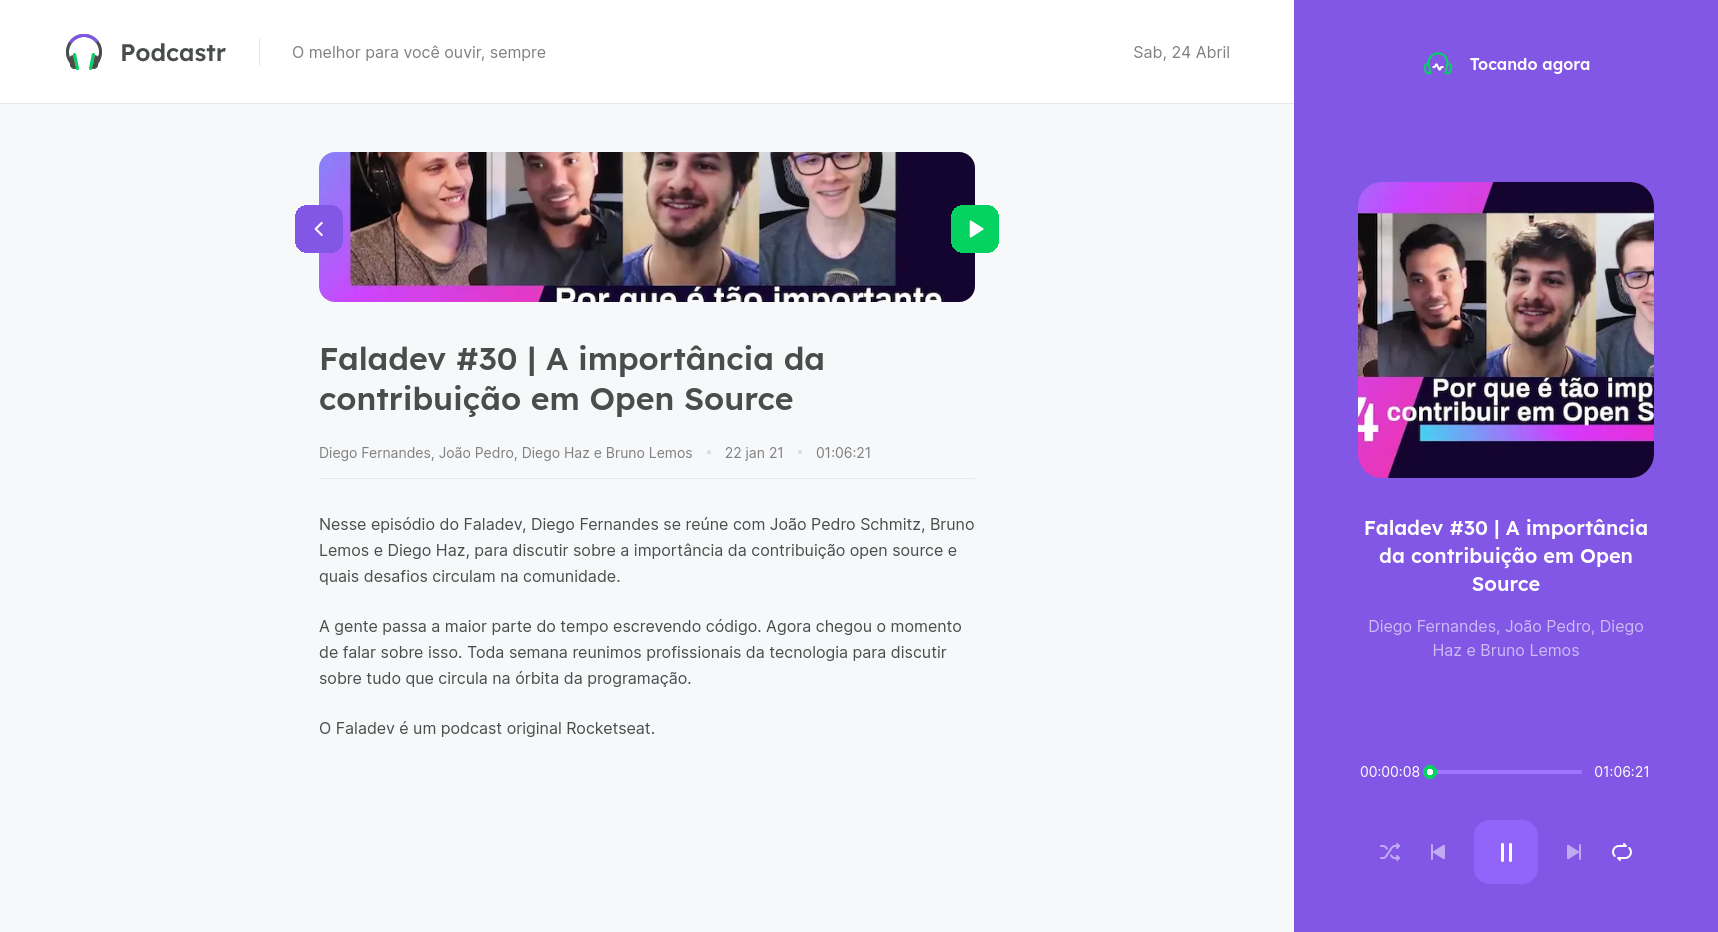 Podcastr
O melhor para você ouvir, sempre
Sab, 24 Abril
Por que é tão importante
Faladev #30 | A importância da
contribuição em Open Source
Diego Fernandes, João Pedro, Diego Haz e Bruno Lemos • 22 jan 21 • 01:06:21
Nesse episódio do Faladev, Diego Fernandes se reúne com João Pedro Schmitz, Bruno
Lemos e Diego Haz, para discutir sobre a importância da contribuição open source e
quais desafios circulam na comunidade.
A gente passa a maior parte do tempo escrevendo código. Agora chegou o momento
de falar sobre isso. Toda semana reunimos profissionais da tecnologia para discutir
sobre tudo que circula na órbita da programação.
O Faladev é um podcast original Rocketseat.
Tocando agora
Por que é tão imp
4 contribuir em Open S
Faladev #30 | A importância
da contribuição em Open
Source
Diego Fernandes, João Pedro, Diego
Haz e Bruno Lemos
00:00:08 01:06:21